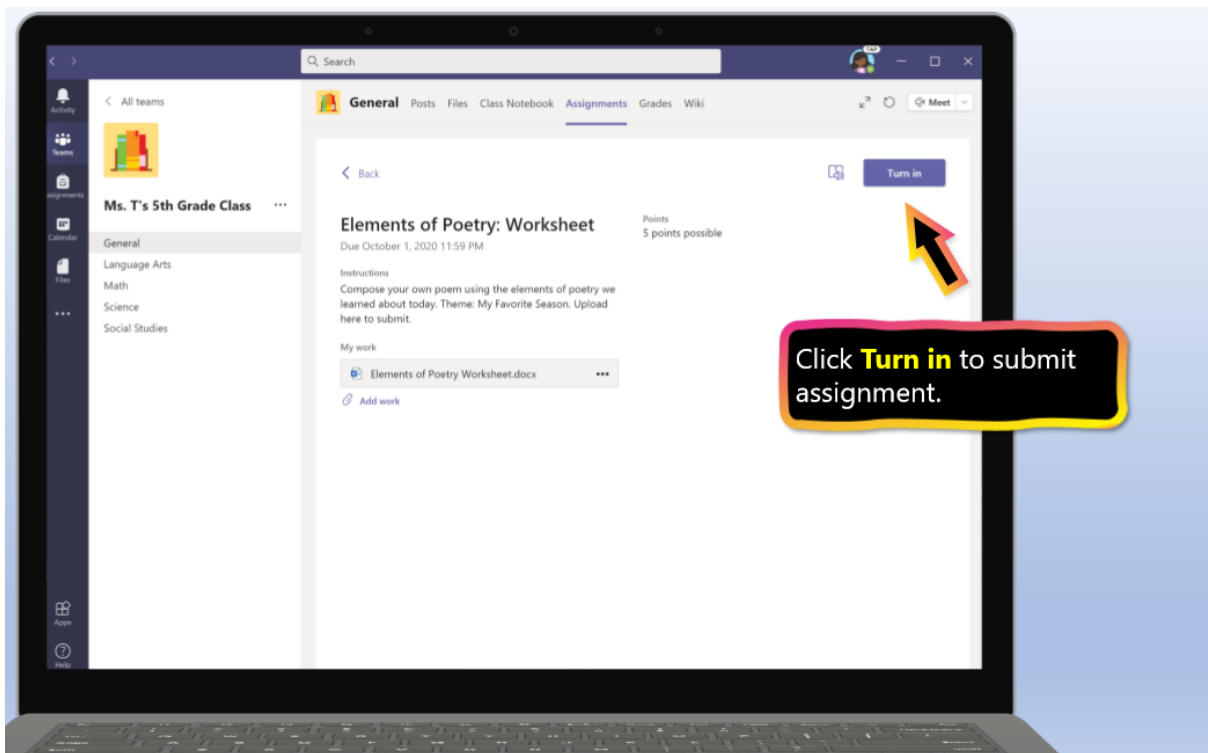 TAP
Search
Activity
Teams
Assignments
Calendar
Files
Apps
Help
All teams
Ms. T's 5th Grade Class
General
Language Arts
Math
Science
Social Studies
General Posts Files Class Notebook Assignments Grades Wiki
Meet
Back
Turn in
Elements of Poetry: Worksheet
Due October 1, 2020 11:59 PM
Points
5 points possible
Instructions
Compose your own poem using the elements of poetry we
learned about today. Theme: My Favorite Season. Upload
here to submit.
My work
Elements of Poetry Worksheet.docx
Add work
Click Turn in to submit
assignment.